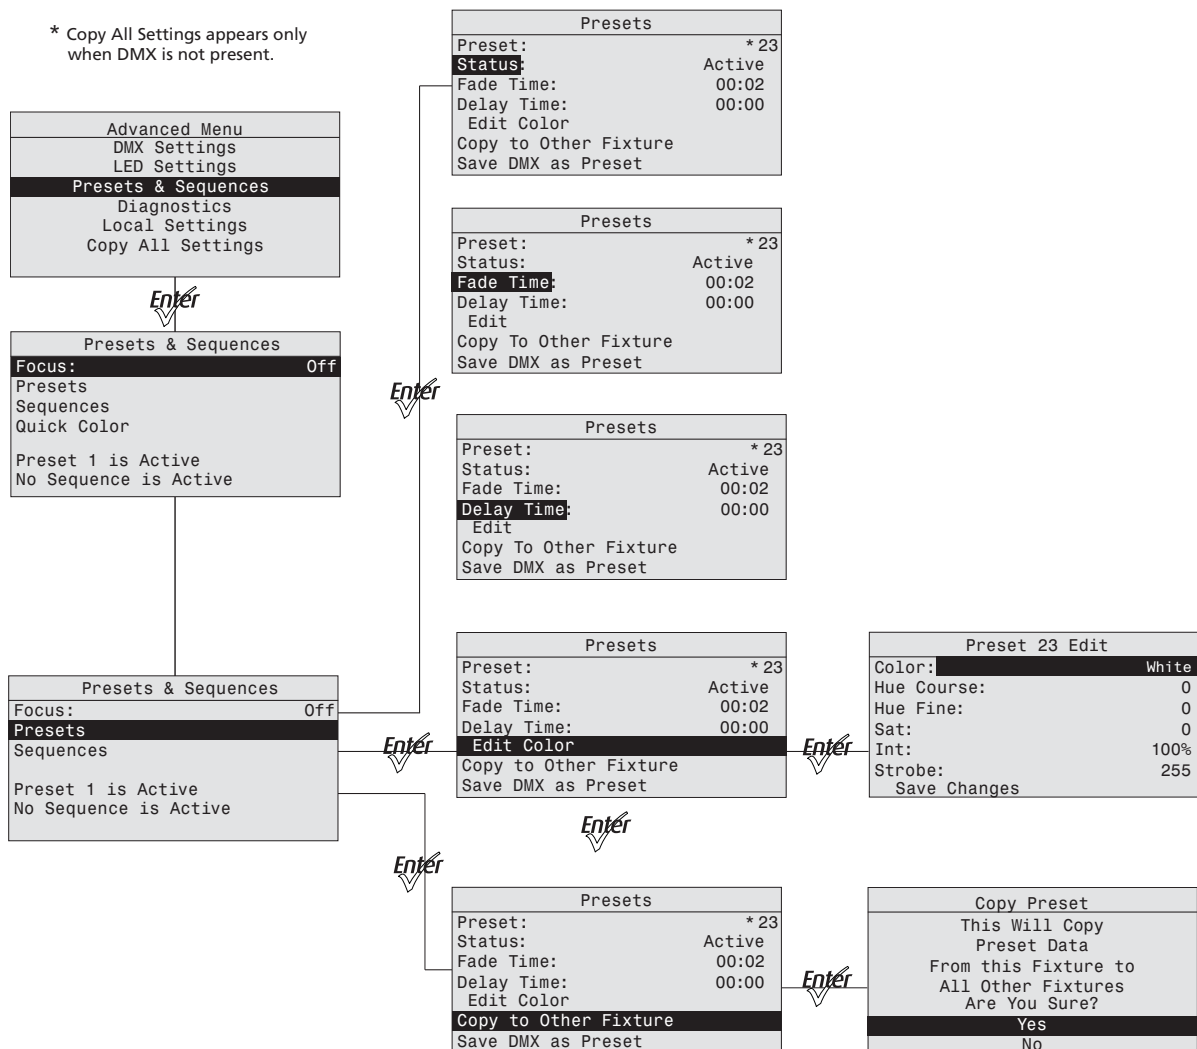 * Copy All Settings appears only
when DMX is not present.
Advanced Menu
DMX Settings
LED Settings
Presets & Sequences
Diagnostics
Local Settings
Copy All Settings
Enter
Presets & Sequences
Focus: Off
Presets
Sequences
Quick Color
Preset 1 is Active
No Sequence is Active
Presets & Sequences
Focus: Off
Presets
Sequences
Preset 1 is Active
No Sequence is Active
Enter
Presets
Preset: * 23
Status: Active
Fade Time: 00:02
Delay Time: 00:00
Edit Color
Copy to Other Fixture
Save DMX as Preset
Presets
Preset: * 23
Status: Active
Fade Time: 00:02
Delay Time: 00:00
Edit
Copy To Other Fixture
Save DMX as Preset
Presets
Preset: * 23
Status: Active
Fade Time: 00:02
Delay Time: 00:00
Edit
Copy To Other Fixture
Save DMX as Preset
Enter
Presets
Preset: * 23
Status: Active
Fade Time: 00:02
Delay Time: 00:00
Edit Color
Copy to Other Fixture
Save DMX as Preset
Enter
Preset 23 Edit
Color: White
Hue Course: 0
Hue Fine: 0
Sat: 0
Int: 100%
Strobe: 255
Save Changes
Enter
Enter
Presets
Preset: * 23
Status: Active
Fade Time: 00:02
Delay Time: 00:00
Edit Color
Copy to Other Fixture
Save DMX as Preset
Enter
Copy Preset
This Will Copy
Preset Data
From this Fixture to
All Other Fixtures
Are You Sure?
Yes
No